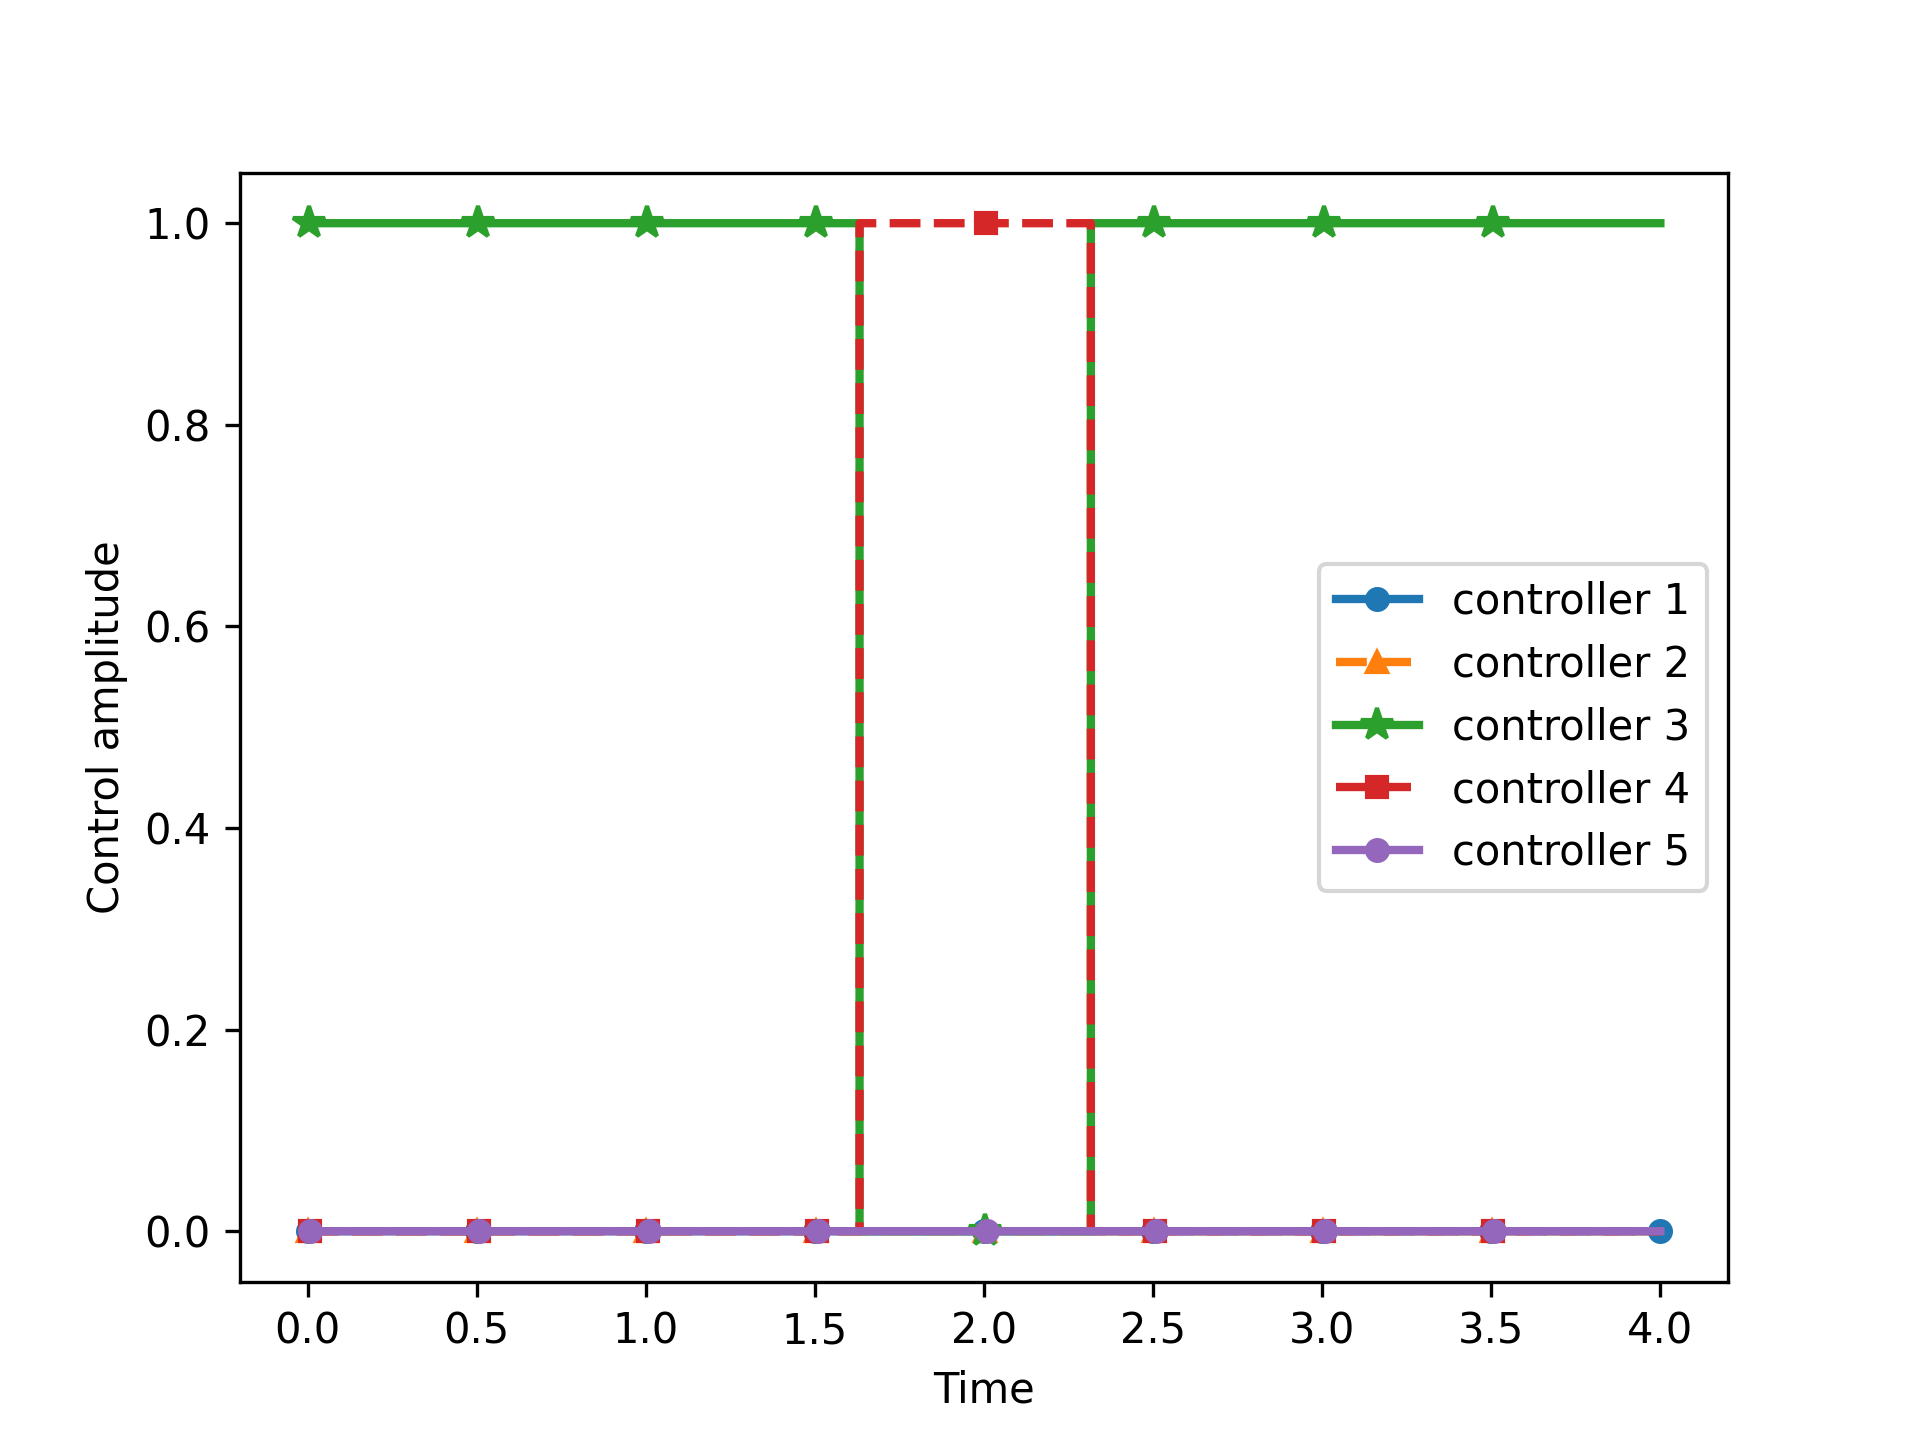 1.0
0.8
0.6
0.4
0.2
0.0
Control amplitude
controller 1
controller 2
controller 3
controller 4
controller 5
0.0 0.5 1.0 1.5 2.0 2.5 3.0 3.5 4.0
Time